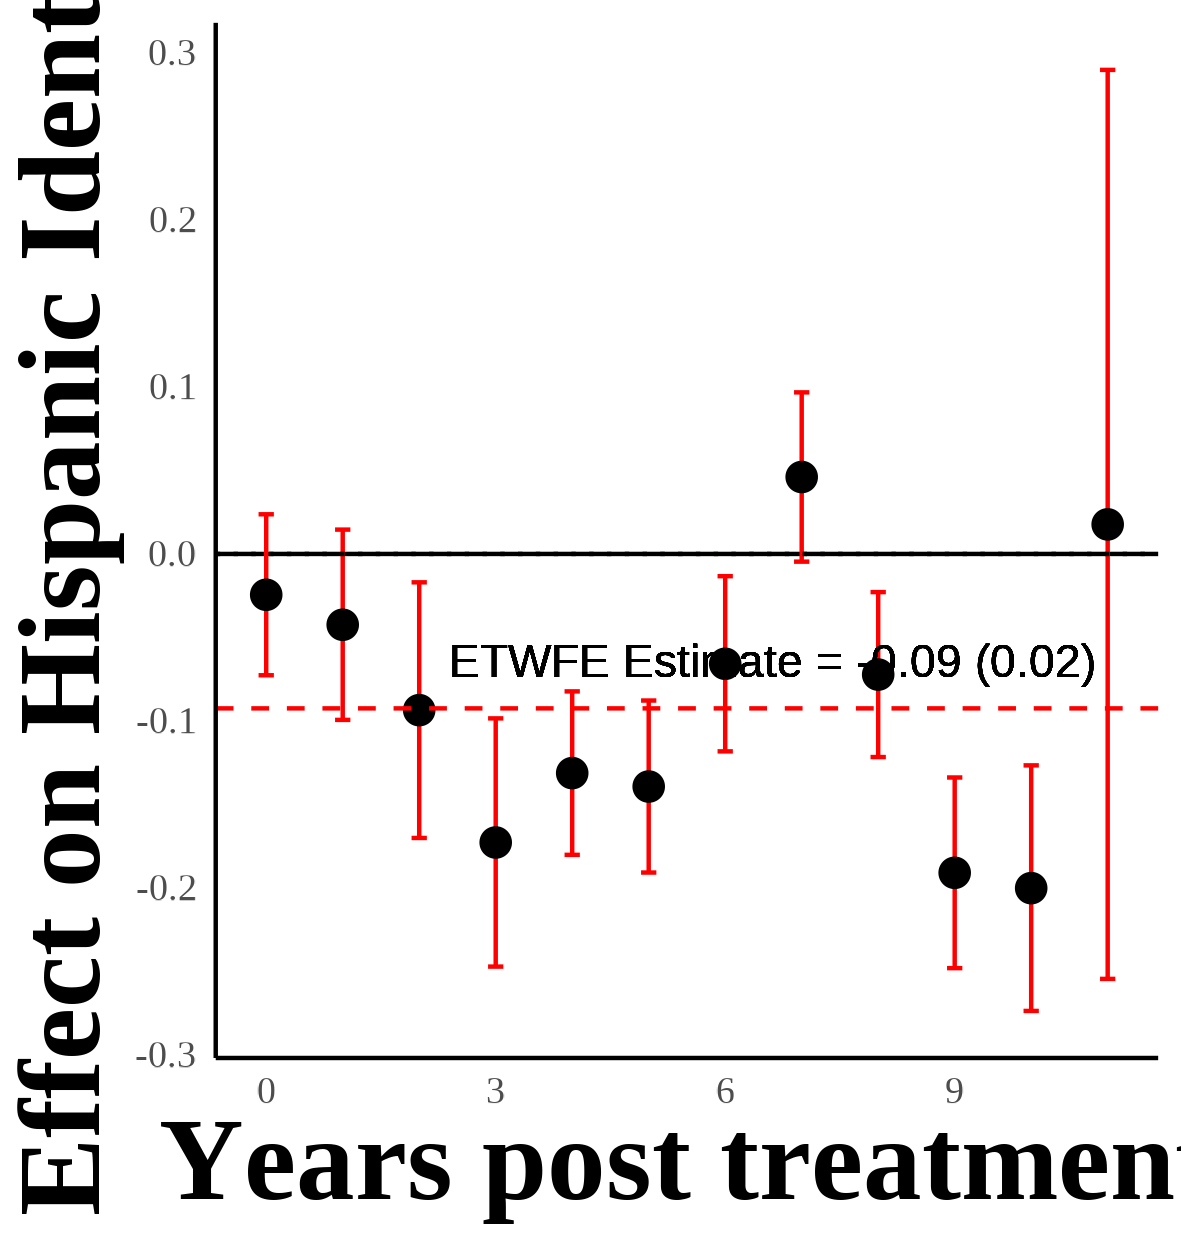 Effect on Hispanic Ident
0.3
0.2
0.1
0.0
-0.1
-0.2
-0.3
ETWFE Estimate = -0.09 (0.02)
0 3 6 9
Years post treatment